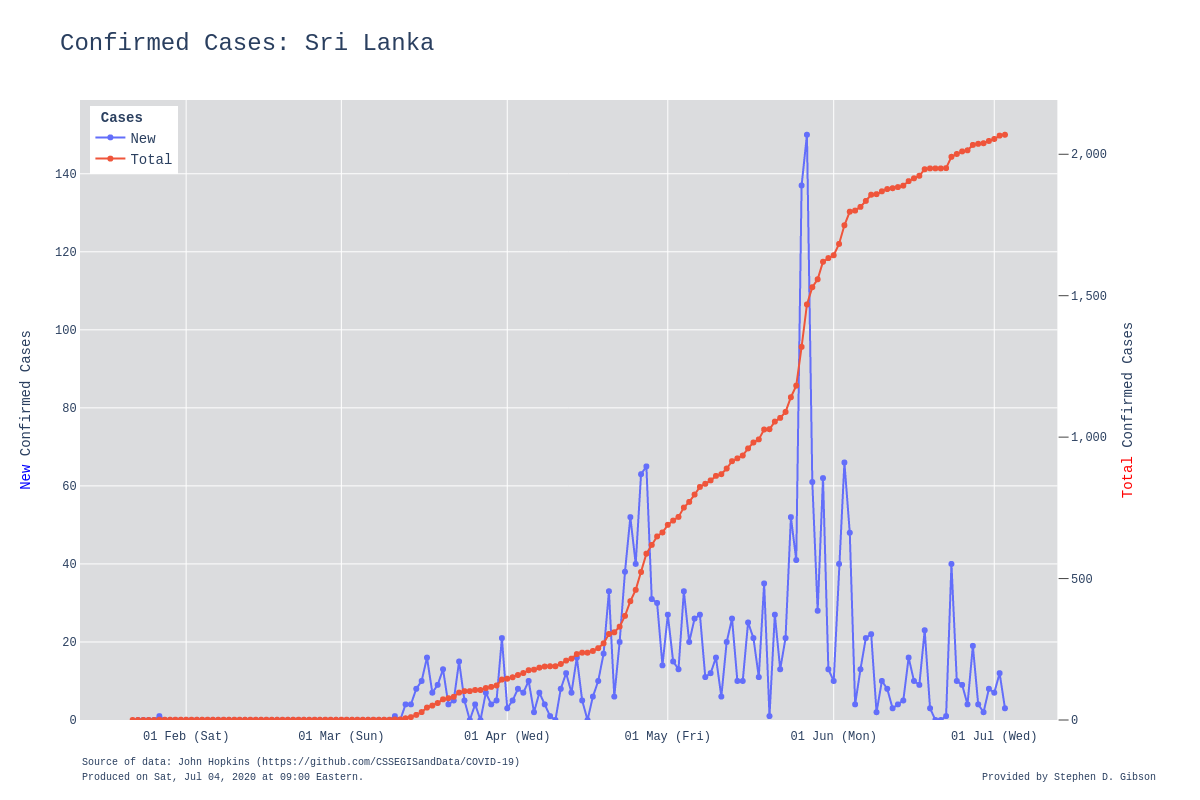 Confirmed Cases: Sri Lanka
Cases
New
Total
140
120
100
80
60
40
20
0
2,000
1,500
1,000
500
0
New Confirmed Cases
Total Confirmed Cases
01 Feb (Sat)
01 Mar (Sun)
01 Apr (Wed)
01 May (Fri)
01 Jun (Mon)
01 Jul (Wed)
Source of data: John Hopkins (https://github.com/CSSEGISandData/COVID-19)
Produced on Sat, Jul 04, 2020 at 09:00 Eastern.
Provided by Stephen D. Gibson